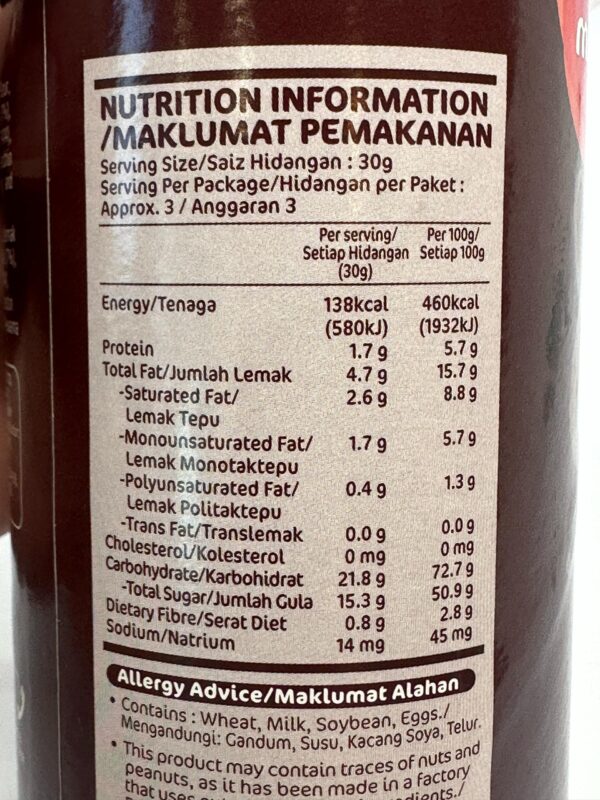 NUTRITION INFORMATION
/MAKLUMAT PEMAKANAN
Serving Size/Saiz Hidangan : 30g
Serving Per Package/Hidangan per Paket :
Approx. 3 / Anggaran 3
Per serving/ Per 100g/
Setiap Hidangan Setiap 100g
(30g)
Energy/Tenaga 138kcal 460kcal
(580kJ) (1932kJ)
Protein 1.7 g 5.7 g
Total Fat/Jumlah Lemak 4.7 g 15.7 g
-Saturated Fat/ 2.6 g 8.8 g
Lemak Tepu
-Monounsaturated Fat/ 1.7 g 5.7 g
Lemak Monotaktepu
-Polyunsaturated Fat/ 0.4 g 1.3 g
Lemak Politaktepu
-Trans Fat/Translemak 0.0 g 0.0 g
Cholesterol/Kolesterol 0 mg 0 mg
Carbohydrate/Karbohidrat 21.8 g 72.7 g
-Total Sugar/Jumlah Gula 15.3 g 50.9 g
Dietary Fibre/Serat Diet 0.8 g 2.8 g
Sodium/Natrium 14 mg 45 mg
Allergy Advice/Maklumat Alahan
• Contains : Wheat, Milk, Soybean, Eggs./
Mengandungi: Gandum, Susu, Kacang Soya, Telur.
• This product may contain traces of nuts and
peanuts, as it has been made in a factory
that uses